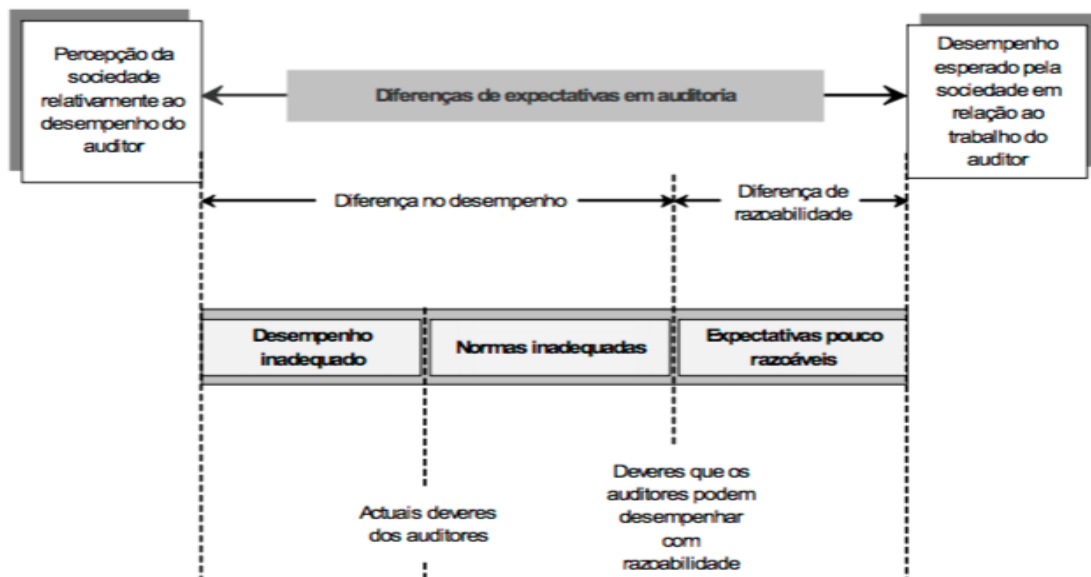 Percepção da
sociedade
relativamente ao
desempenho do
auditor
Diferenças de expectativas em auditoria
Desempenho
esperado pela
sociedade em
relação ao
trabalho do
auditor
Diferença no desempenho
Diferença de
razoabilidade
Desempenho
inadequado
Normas inadequadas
Expectativas pouco
razoáveis
Actuais deveres
dos auditores
Deveres que os
auditores podem
desempenhar
com
razoabilidade